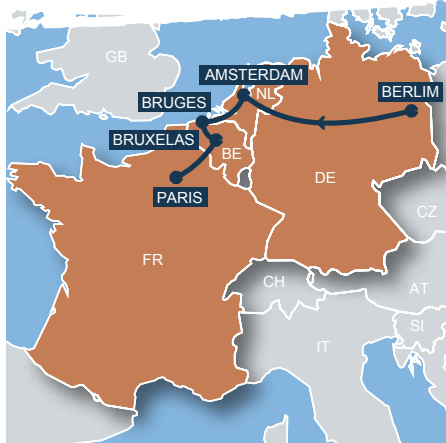 GB
AMSTERDAM
NL
BERLIM
BRUGES
BRUXELAS
BE
PARIS
DE
CZ
FR
CH
AT
SI
IT